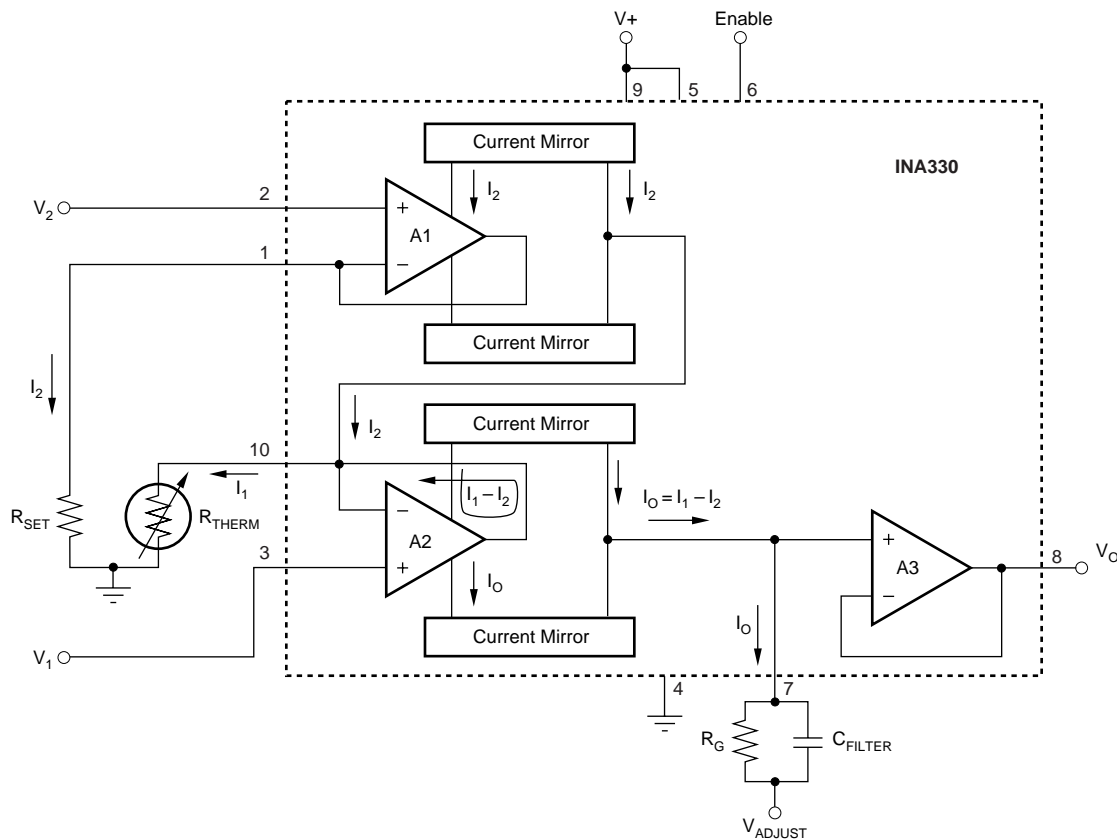 V+
Enable
9
5
6
Current Mirror
INA330
I2
I2
2
V2
+
A1
1
−
Current Mirror
I2
I2
Current Mirror
10
I1
I1 – I2
IO = I1 – I2
RSET
RTHERM
−
A2
+
3
IO
+
A3
−
8
VO
Current Mirror
IO
V1
4
7
RG
CFILTER
VADJUST